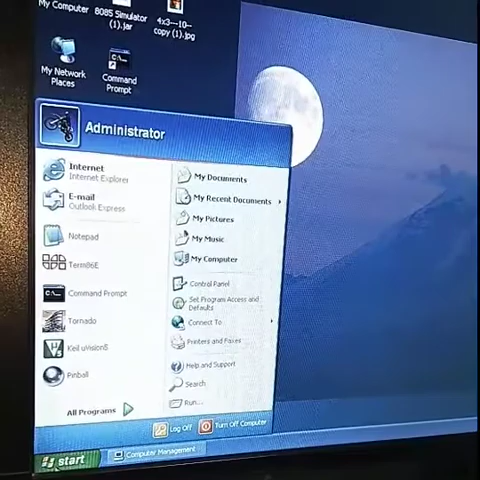 My Computer
8085 Simulator
(1).jar
4x3---10--
copy (1).jpg
My Network
Places
Command
Prompt
Administrator
Internet
Internet Explorer
E-mail
Outlook Express
Notepad
Term86E
Command Prompt
Tornado
Keil uVision5
Pinball
All Programs
My Documents
My Recent Documents
My Pictures
My Music
My Computer
Control Panel
Set Program Access and
Defaults
Connect To
Printers and Faxes
Help and Support
Search
Run...
Log Off
Turn Off Computer
start
Computer Management